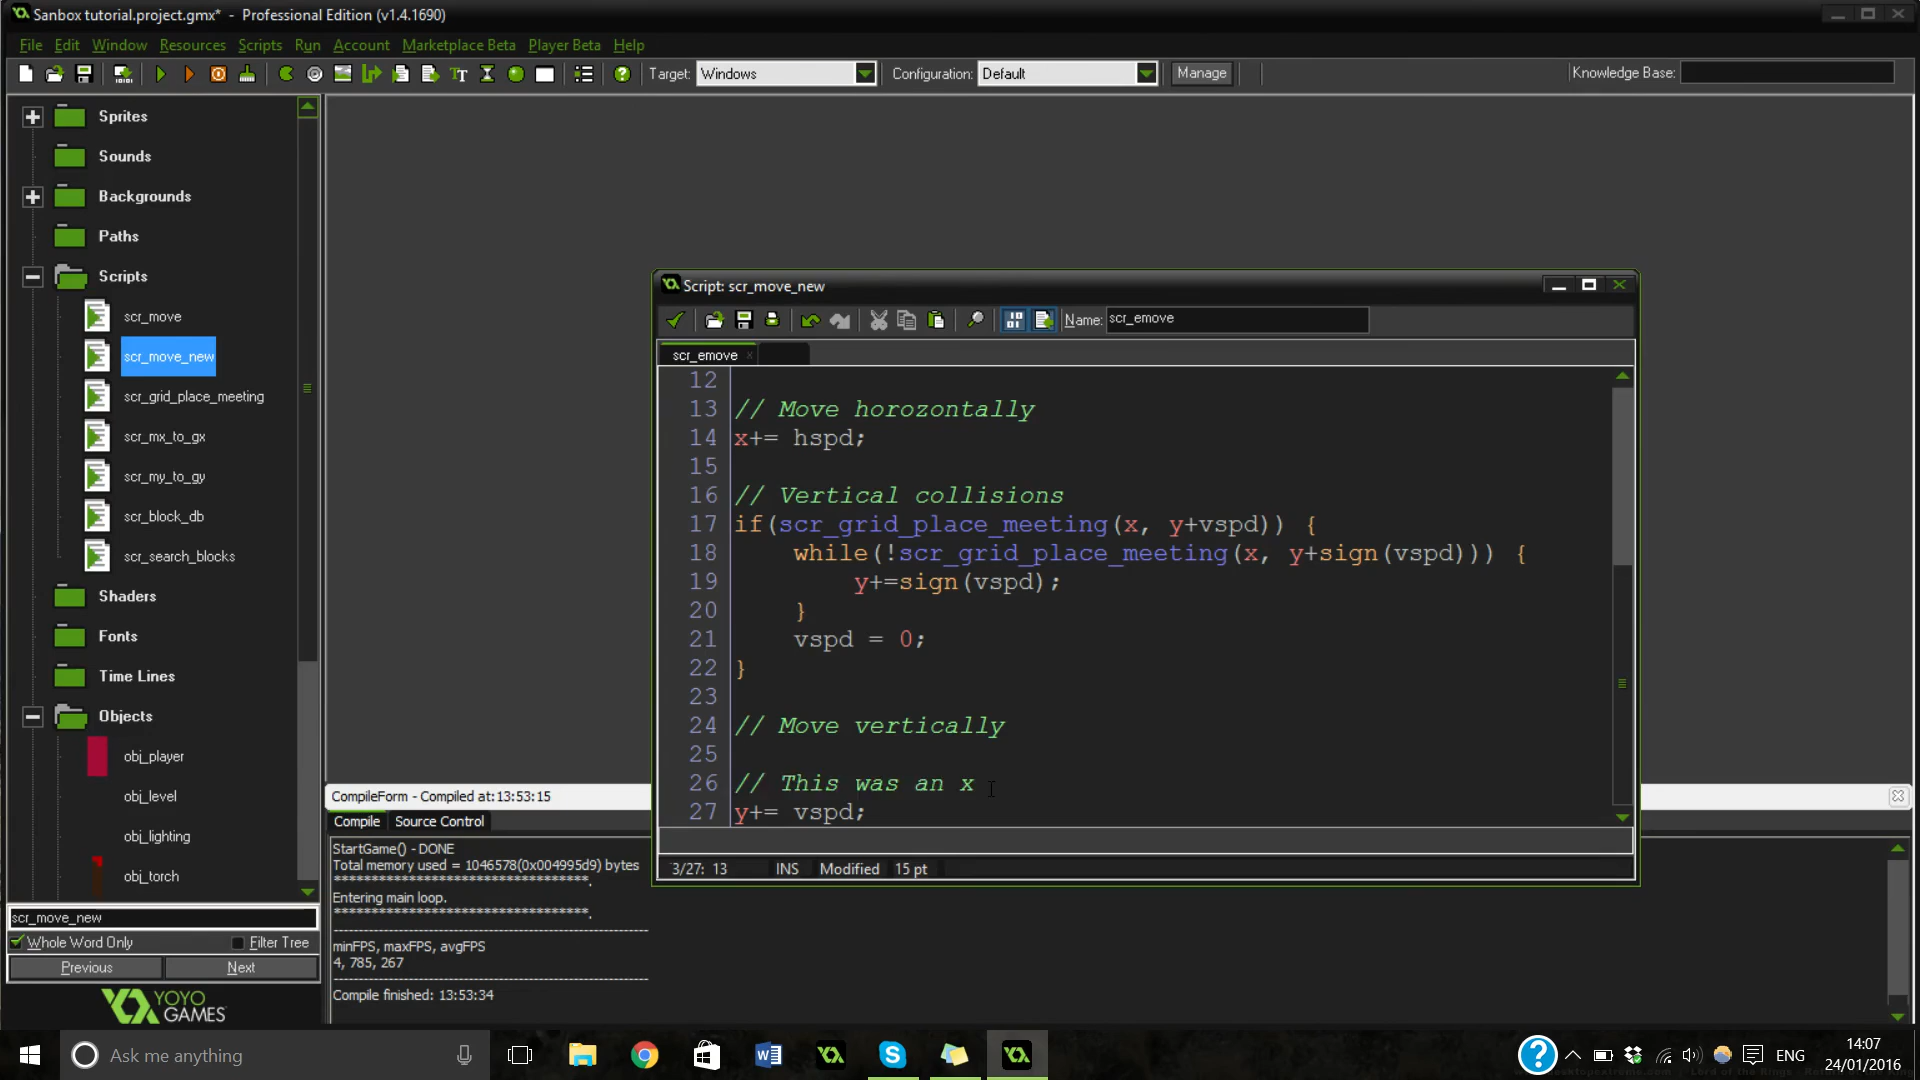 Sanbox tutorial.project.gmx* - Professional Edition (v1.4.1690)
File Edit Window Resources Scripts Run Account Marketplace Beta Player Beta Help
Target: Windows Configuration: Default Manage Knowledge Base:
Sprites
Sounds
Backgrounds
Paths
Scripts
scr_move
scr_move_new
scr_grid_place_meeting
scr_mx_to_gx
scr_my_to_gy
scr_block_db
scr_search_blocks
Shaders
Fonts
Time Lines
Objects
obj_player
obj_level
obj_lighting
obj_torch
scr_move_new
Whole Word Only Filter Tree
Previous Next
YOYO
GAMES
Script: scr_move_new
Name: scr_emove
scr_emove
12
13 // Move horozontally
14 x+= hspd;
15
16 // Vertical collisions
17 if(scr_grid_place_meeting(x, y+vspd)) {
18 while(!scr_grid_place_meeting(x, y+sign(vspd))) {
19 y+=sign(vspd);
20 }
21 vspd = 0;
22 }
23
24 // Move vertically
25
26 // This was an x
27 y+= vspd;
3/27: 13 INS Modified 15 pt
CompileForm - Compiled at:13:53:15
Compile Source Control
StartGame() - DONE
Total memory used = 1046578(0x004995d9) bytes
**********************************.
Entering main loop.
**********************************.
minFPS, maxFPS, avgFPS
4, 785, 267
Compile finished: 13:53:34
Ask me anything
ENG
14:07
24/01/2016